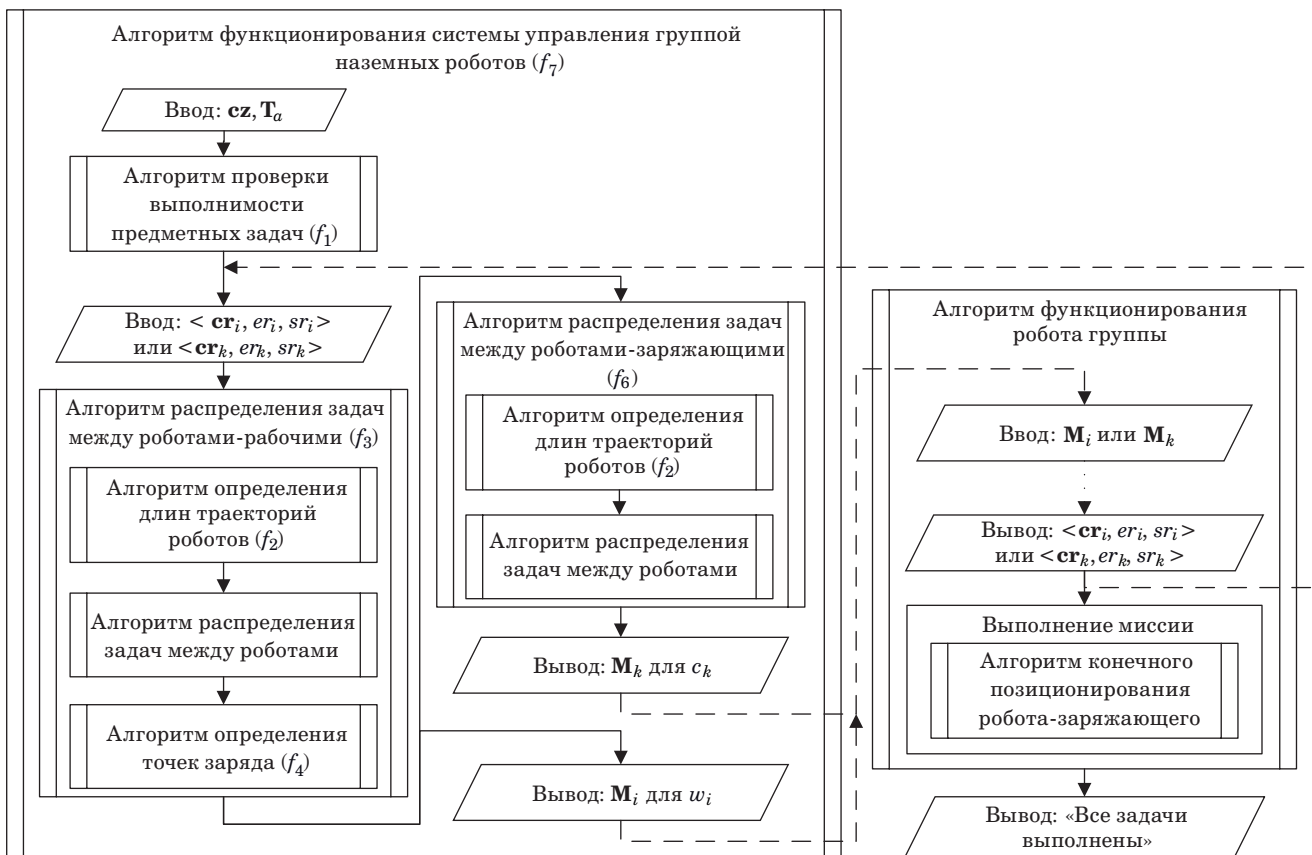 Алгоритм функционирования системы управления группой
наземных роботов (f₇)
Ввод: cz, Tₐ
Алгоритм проверки
выполнимости
предметных задач (f₁)
Ввод: < crᵢ, erᵢ, srᵢ>
или <crₖ, erₖ, srₖ>
Алгоритм распределения задач
между роботами-рабочими (f₃)
Алгоритм определения
длин траекторий
роботов (f₂)
Алгоритм распределения
задач между роботами
Алгоритм определения
точек заряда (f₄)
Алгоритм распределения задач
между роботами-заряжающими
(f₆)
Алгоритм определения
длин траекторий
роботов (f₂)
Алгоритм распределения
задач между роботами
Вывод: Mₖ для cₖ
Вывод: Mᵢ для wᵢ
Алгоритм функционирования
робота группы
Ввод: Mᵢ или Mₖ
Вывод: <crᵢ, erᵢ, srᵢ>
или <crₖ, erₖ, srₖ>
Выполнение миссии
Алгоритм конечного
позиционирования
робота-заряжающего
Вывод: «Все задачи
выполнены»